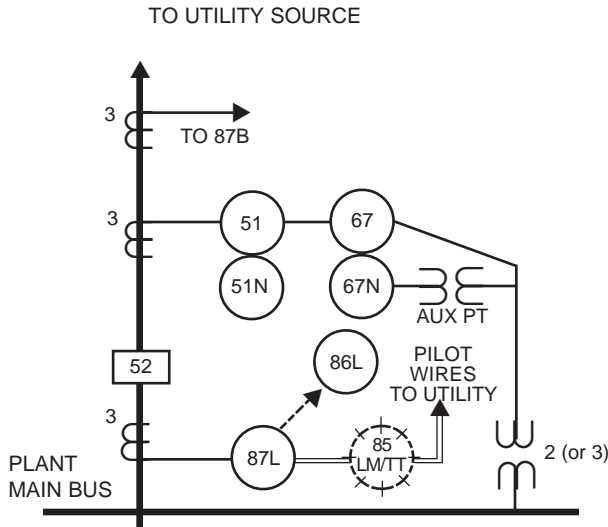 TO UTILITY SOURCE
3
TO 87B
3
51
67
51N
67N
AUX PT
86L
PILOT
WIRES
TO UTILITY
52
3
87L
85
LM/TT
2 (or 3)
PLANT
MAIN BUS